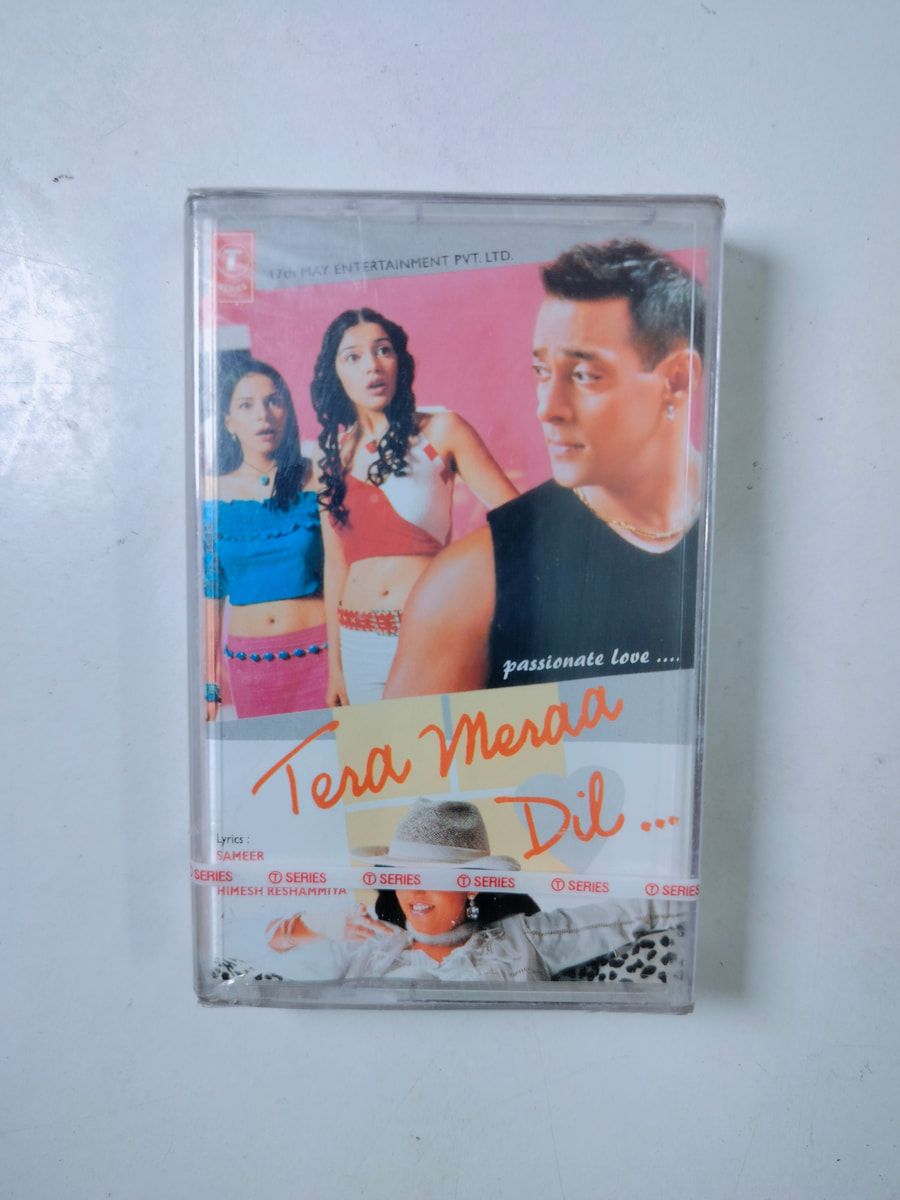 T
SERIES
17th MAY ENTERTAINMENT PVT. LTD.
passionate love ....
Tera Meraa
Dil ...
Lyrics :
SAMEER
SERIES T SERIES T SERIES T SERIES T SERIES T SERIES
HIMESH RESHAMMIYA